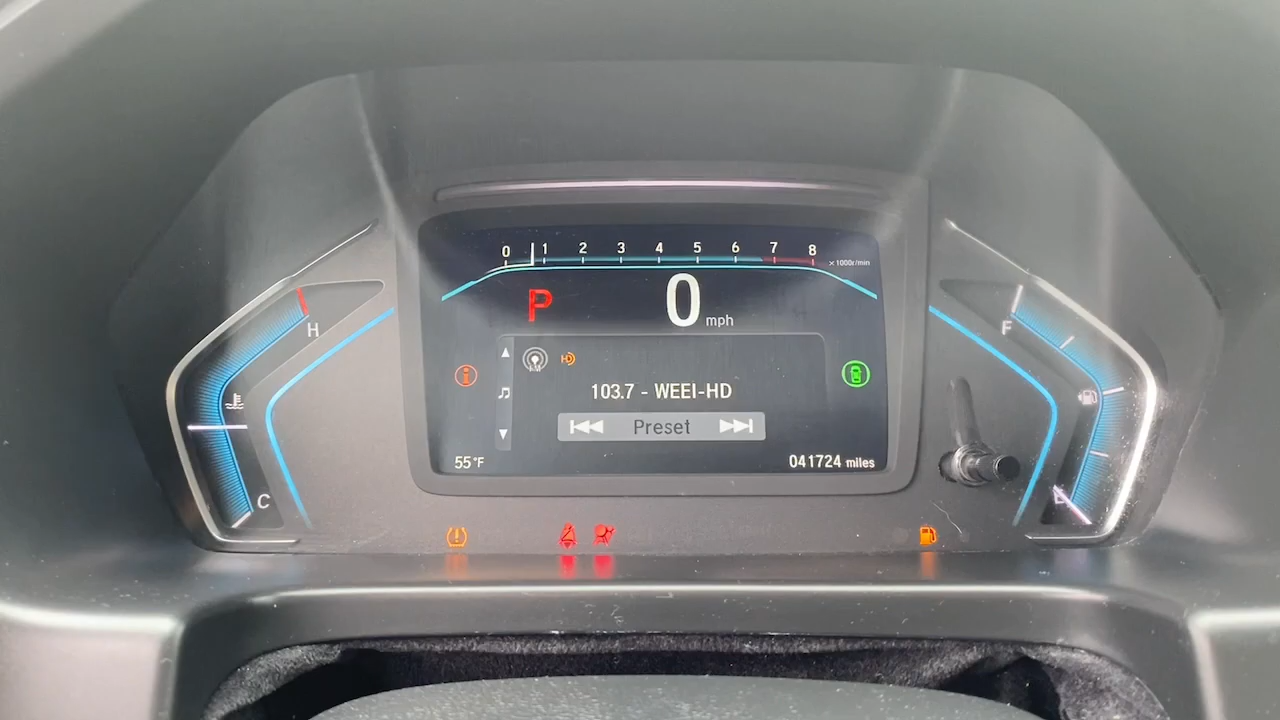 0 1 2 3 4 5 6 7 8 ×1000r/min
P 0 mph
H F
103.7 - WEEI-HD
Preset
C
55°F 041724 miles